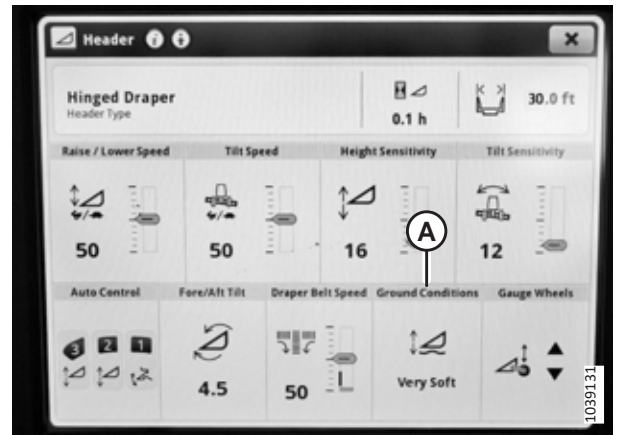 Header
Hinged Draper
Header Type
0.1 h
30.0 ft
Raise / Lower Speed
Tilt Speed
Height Sensitivity
Tilt Sensitivity
50
50
16
12
A
Auto Control
Fore/Aft Tilt
Draper Belt Speed
Ground Conditions
Gauge Wheels
3 2 1
4.5
50
Very Soft
1039131